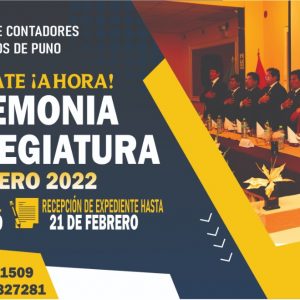 E CONTADORES
OS DE PUNO
ATE ¡AHORA!
EMONIA
EGIATURA
ERO 2022
RECEPCIÓN DE EXPEDIENTE HASTA
21 DE FEBRERO
1509
327281